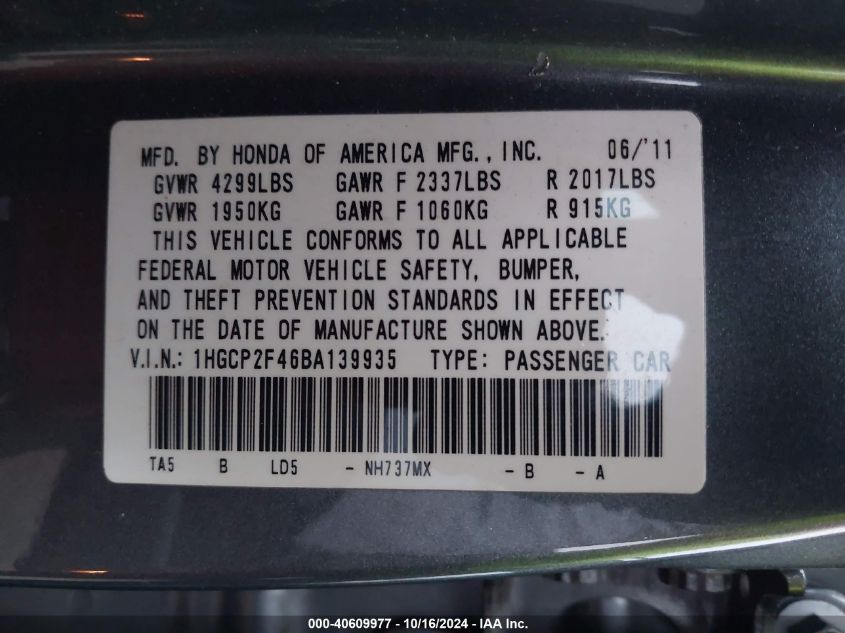 MFD. BY HONDA OF AMERICA MFG., INC. 06/'11
GVWR 4299LBS GAWR F 2337LBS R 2017LBS
GVWR 1950KG GAWR F 1060KG R 915KG
THIS VEHICLE CONFORMS TO ALL APPLICABLE
FEDERAL MOTOR VEHICLE SAFETY, BUMPER,
AND THEFT PREVENTION STANDARDS IN EFFECT
ON THE DATE OF MANUFACTURE SHOWN ABOVE.
V.I.N.: 1HGCP2F46BA139935 TYPE: PASSENGER CAR
TA5 B LD5 - NH737MX - B - A
000-40609977 - 10/16/2024 - IAA Inc.